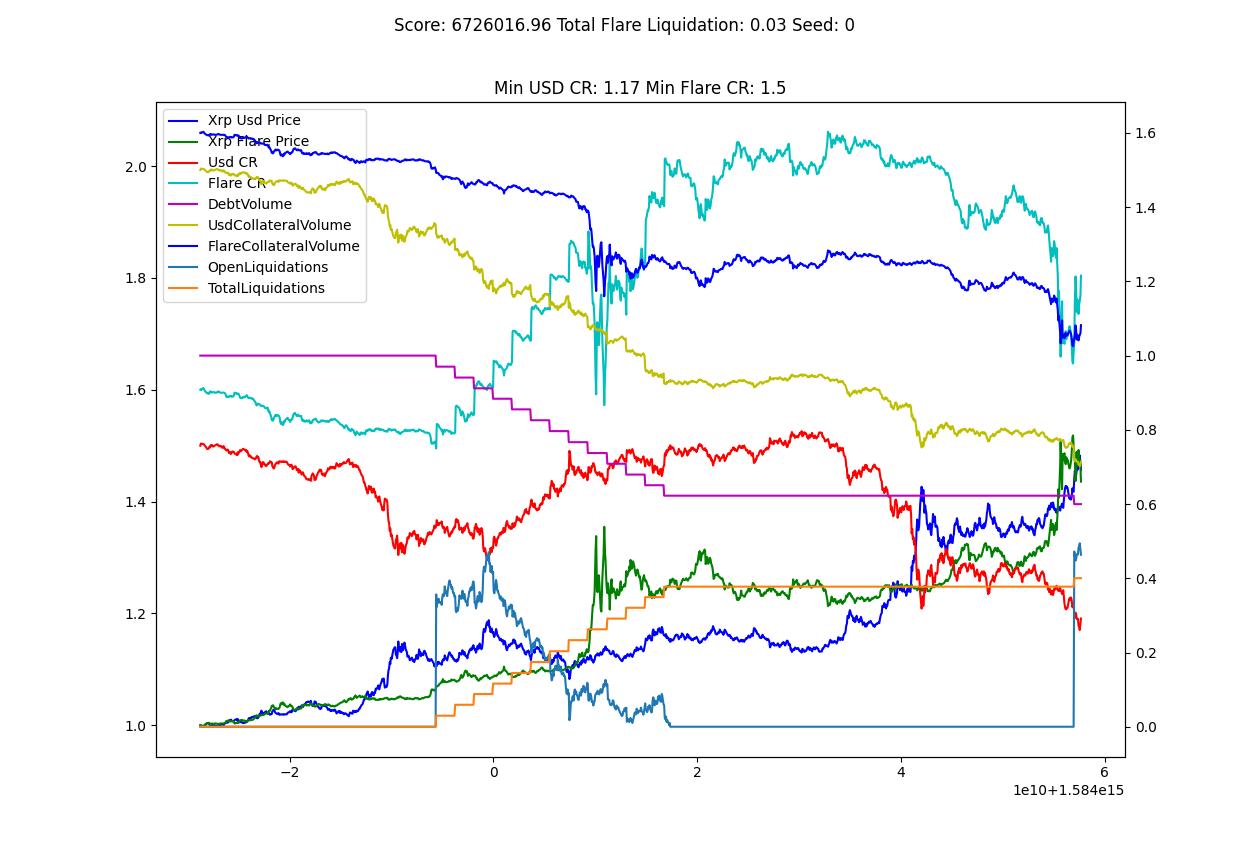 Score: 6726016.96 Total Flare Liquidation: 0.03 Seed: 0
Min USD CR: 1.17 Min Flare CR: 1.5
Xrp Usd Price
Xrp Flare Price
Usd CR
Flare CR
DebtVolume
UsdCollateralVolume
FlareCollateralVolume
OpenLiquidations
TotalLiquidations
2.0
1.8
1.6
1.4
1.2
1.0
1.6
1.4
1.2
1.0
0.8
0.6
0.4
0.2
0.0
−2 0 2 4 6
1e10+1.584e15